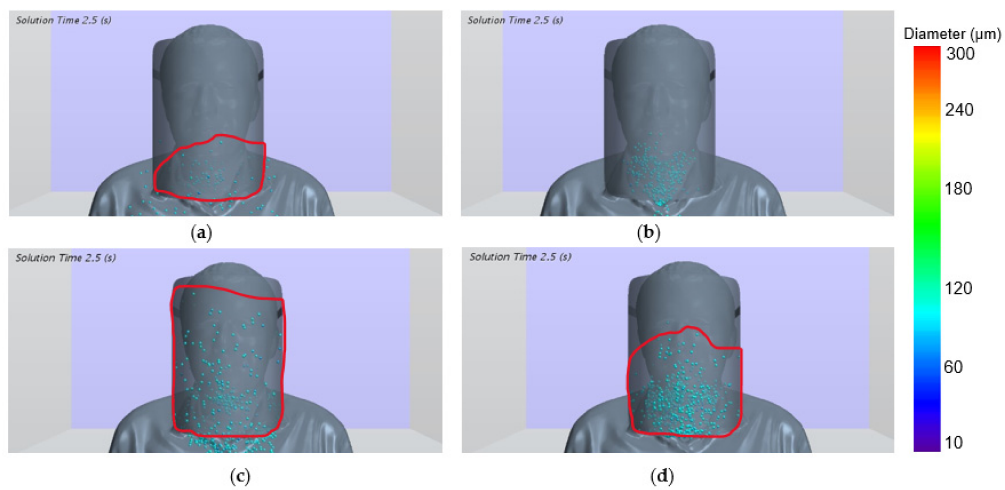 Solution Time 2.5 (s)
Solution Time 2.5 (s)
Diameter (µm)
300
240
180
120
60
10
(a)
(b)
Solution Time 2.5 (s)
Solution Time 2.5 (s)
(c)
(d)